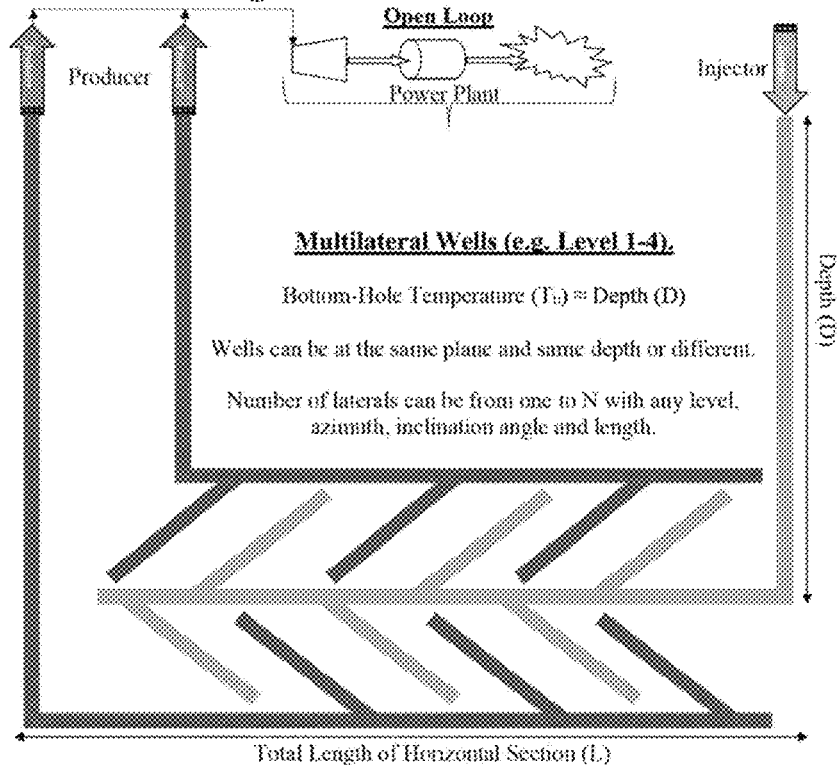 Open Loop
Producer
Injector
Power Plant
Multilateral Wells (e.g. Level 1-4).
Bottom-Hole Temperature (Tb) ≈ Depth (D)
Wells can be at the same plane and same depth or different.
Number of laterals can be from one to N with any level,
azimuth, inclination angle and length.
Depth (D)
Total Length of Horizontal Section (L)